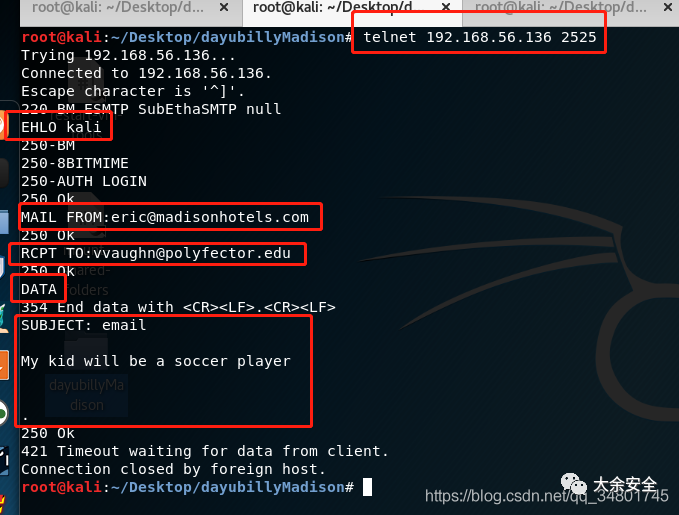 root@kali: ~/Desktop/da... × root@kali: ~/Desktop/d... × root@kali: ~/Desktop/d... ×
root@kali:~/Desktop/dayubillyMadison# telnet 192.168.56.136 2525
Trying 192.168.56.136...
Connected to 192.168.56.136.
Escape character is '^]'.
220 BM ESMTP SubEthaSMTP null
EHLO kali
250-BM
250-8BITMIME
250-AUTH LOGIN
250 Ok
MAIL FROM:eric@madisonhotels.com
250 Ok
RCPT TO:vvaughn@polyfector.edu
250 Ok
DATA
folders
354 End data with <CR><LF>.<CR><LF>
SUBJECT: email
My kid will be a soccer player
dayubillyMa
dison
.
250 Ok
421 Timeout waiting for data from client.
Connection closed by foreign host.
root@kali:~/Desktop/dayubillyMadison#
大余安全
https://blog.csdn.net/qq_34801745